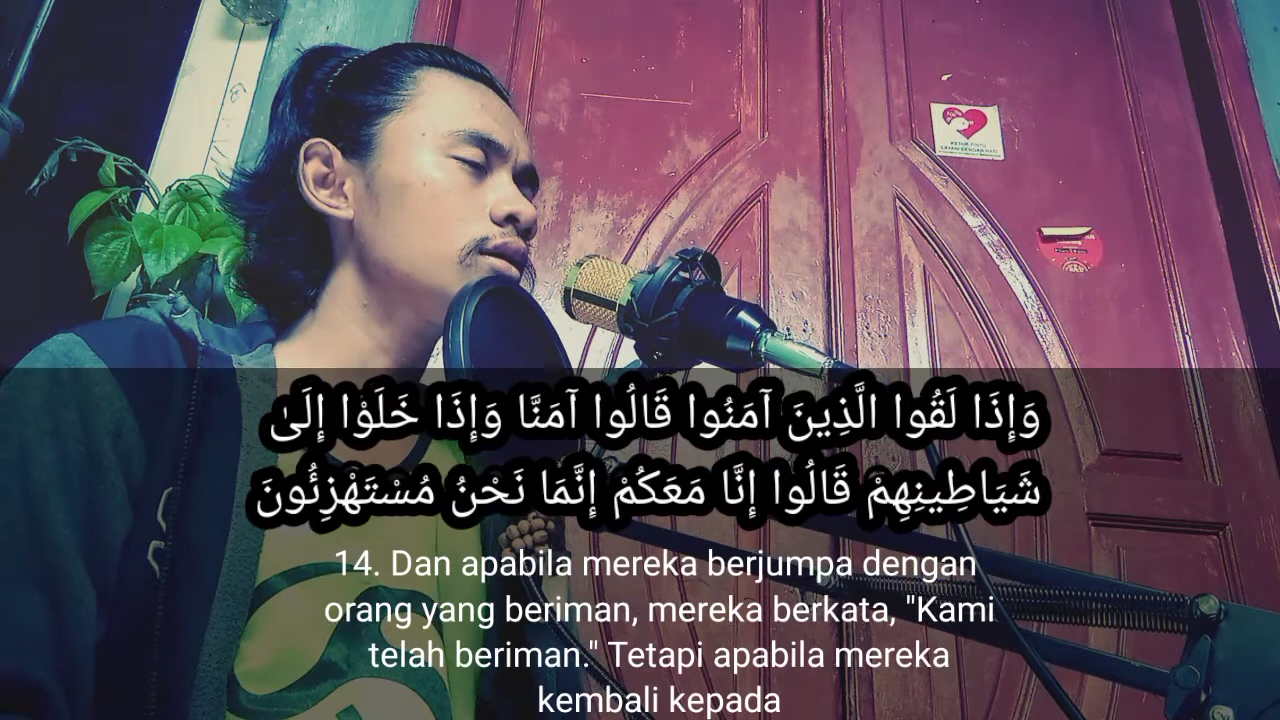 وَإِذَا لَقُوا الَّذِينَ آمَنُوا قَالُوا آمَنَّا وَإِذَا خَلَوْا إِلَىٰ
شَيَاطِينِهِمْ قَالُوا إِنَّا مَعَكُمْ إِنَّمَا نَحْنُ مُسْتَهْزِئُونَ
14. Dan apabila mereka berjumpa dengan
orang yang beriman, mereka berkata, "Kami
telah beriman." Tetapi apabila mereka
kembali kepada